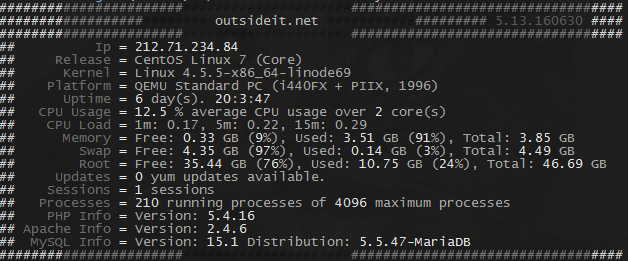 ############################################################################
################ outsideit.net ######### 5.13.160630 ####
############################################################################
## Ip = 212.71.234.84
## Release = CentOS Linux 7 (Core)
## Kernel = Linux 4.5.5-x86_64-linode69
## Platform = QEMU Standard PC (i440FX + PIIX, 1996)
## Uptime = 6 day(s). 20:3:47
## CPU Usage = 12.5 % average CPU usage over 2 core(s)
## CPU Load = 1m: 0.17, 5m: 0.22, 15m: 0.29
## Memory = Free: 0.33 GB (9%), Used: 3.51 GB (91%), Total: 3.85 GB
## Swap = Free: 4.35 GB (97%), Used: 0.14 GB (3%), Total: 4.49 GB
## Root = Free: 35.44 GB (76%), Used: 10.75 GB (24%), Total: 46.69 GB
## Updates = 0 yum updates available.
## Sessions = 1 sessions
## Processes = 210 running processes of 4096 maximum processes
## PHP Info = Version: 5.4.16
## Apache Info = Version: 2.4.6
## MySQL Info = Version: 15.1 Distribution: 5.5.47-MariaDB
############################################################################